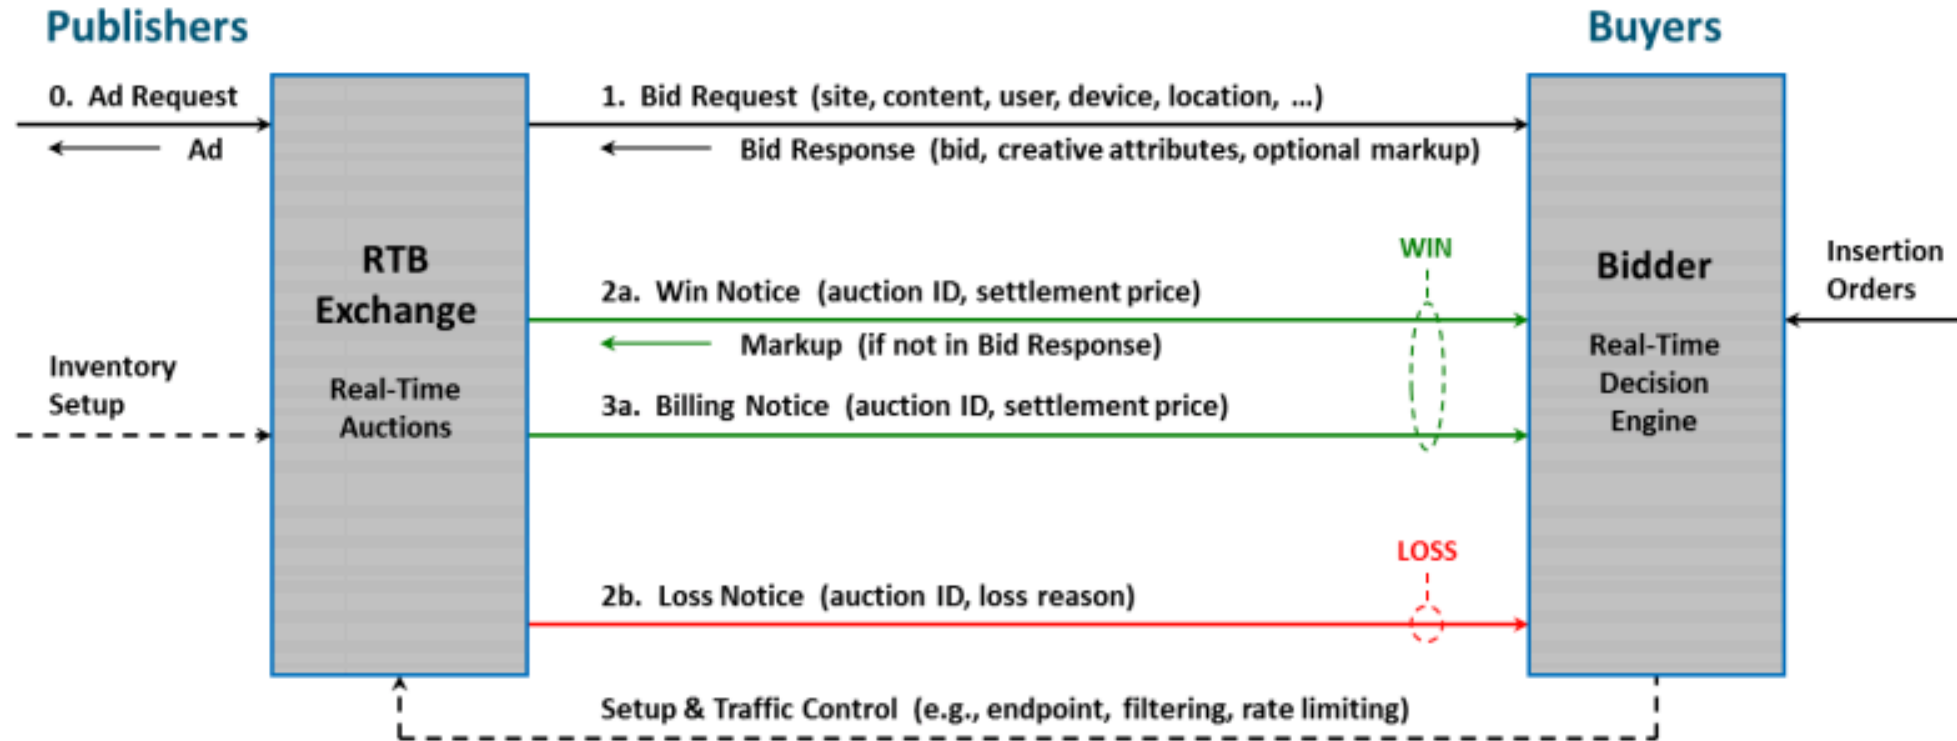 Publishers
Buyers
0. Ad Request
Ad
1. Bid Request (site, content, user, device, location, ...)
Bid Response (bid, creative attributes, optional markup)
RTB
Exchange
Real-Time
Auctions
Inventory
Setup
WIN
2a. Win Notice (auction ID, settlement price)
Markup (if not in Bid Response)
3a. Billing Notice (auction ID, settlement price)
LOSS
2b. Loss Notice (auction ID, loss reason)
Bidder
Real-Time
Decision
Engine
Insertion
Orders
Setup & Traffic Control (e.g., endpoint, filtering, rate limiting)